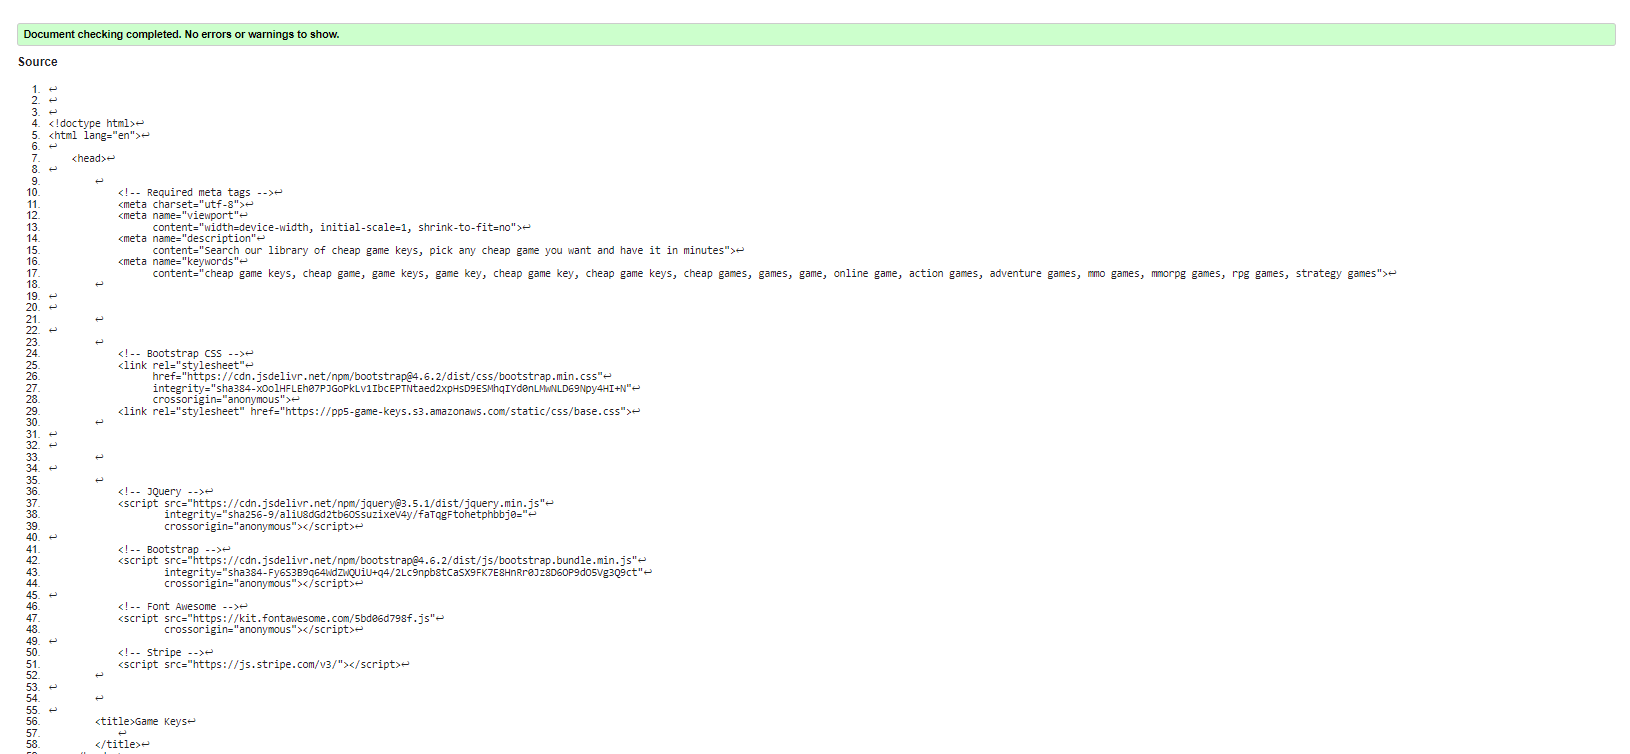 Document checking completed. No errors or warnings to show.
Source
1. ↩
2. ↩
3. ↩
4. <!doctype html>↩
5. <html lang="en">↩
6. ↩
7. <head>↩
8. ↩
9. ↩
10. <!-- Required meta tags -->↩
11. <meta charset="utf-8">↩
12. <meta name="viewport"↩
13. content="width=device-width, initial-scale=1, shrink-to-fit=no">↩
14. <meta name="description"↩
15. content="Search our library of cheap game keys, pick any cheap game you want and have it in minutes">↩
16. <meta name="keywords"↩
17. content="cheap game keys, cheap game, game keys, game key, cheap game key, cheap game keys, cheap games, games, game, online game, action games, adventure games, mmo games, mmorpg games, rpg games, strategy games">↩
18. ↩
19. ↩
20. ↩
21. ↩
22. ↩
23. ↩
24. <!-- Bootstrap CSS -->↩
25. <link rel="stylesheet"↩
26. href="https://cdn.jsdelivr.net/npm/bootstrap@4.6.2/dist/css/bootstrap.min.css"↩
27. integrity="sha384-xOolHFLEh07PJGoPkLv1IbcEPTNtaed2xpHsD9ESMhqIYd0nLMwNLD69Npy4HI+N"↩
28. crossorigin="anonymous">↩
29. <link rel="stylesheet" href="https://pp5-game-keys.s3.amazonaws.com/static/css/base.css">↩
30. ↩
31. ↩
32. ↩
33. ↩
34. ↩
35. ↩
36. <!-- JQuery -->↩
37. <script src="https://cdn.jsdelivr.net/npm/jquery@3.5.1/dist/jquery.min.js"↩
38. integrity="sha256-9/aliU8dGd2tb6OSsuzixeV4y/faTqgFtohetphbbj0="↩
39. crossorigin="anonymous"></script>↩
40. ↩
41. <!-- Bootstrap -->↩
42. <script src="https://cdn.jsdelivr.net/npm/bootstrap@4.6.2/dist/js/bootstrap.bundle.min.js"↩
43. integrity="sha384-Fy6S3B9q64WdZWQUiU+q4/2Lc9npb8tCaSX9FK7E8HnRr0Jz8D6OP9dO5Vg3Q9ct"↩
44. crossorigin="anonymous"></script>↩
45. ↩
46. <!-- Font Awesome -->↩
47. <script src="https://kit.fontawesome.com/5bd06d798f.js"↩
48. crossorigin="anonymous"></script>↩
49. ↩
50. <!-- Stripe -->↩
51. <script src="https://js.stripe.com/v3/"></script>↩
52. ↩
53. ↩
54. ↩
55. ↩
56. <title>Game Keys↩
57. ↩
58. </title>↩